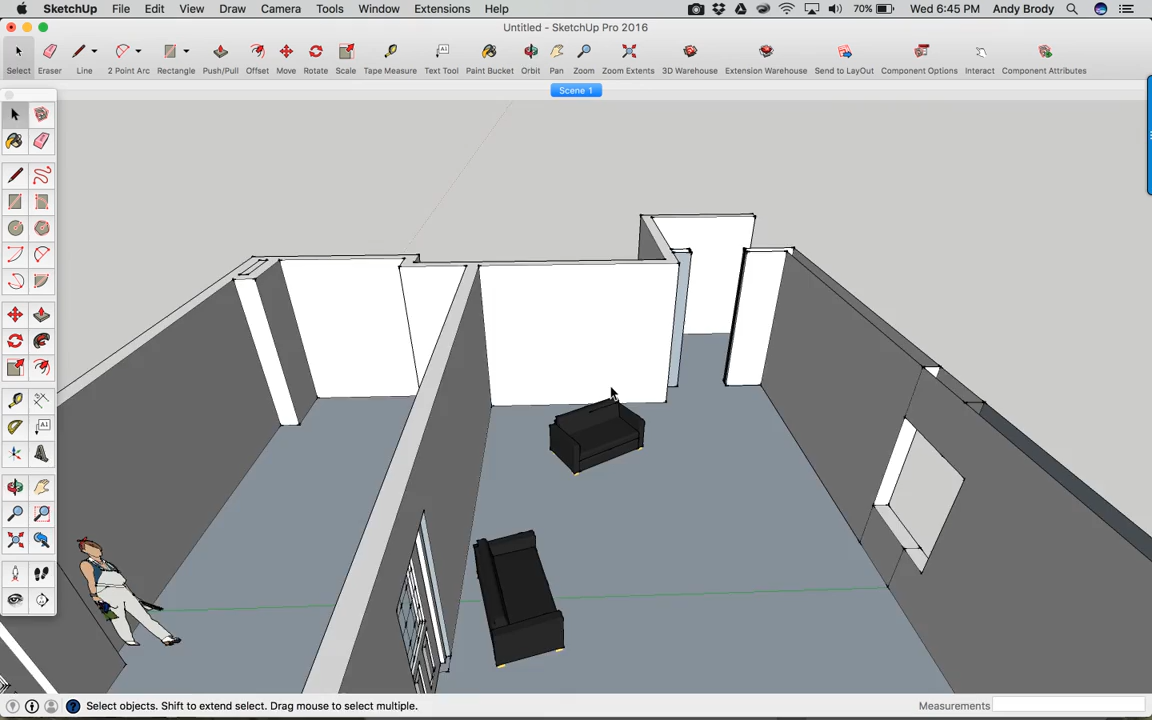 SketchUp File Edit View Draw Camera Tools Window Extensions Help 70% Wed 6:45 PM Andy Brody
Untitled - SketchUp Pro 2016
Select Eraser Line 2 Point Arc Rectangle Push/Pull Offset Move Rotate Scale Tape Measure Text Tool Paint Bucket Orbit Pan Zoom Zoom Extents 3D Warehouse Extension Warehouse Send to LayOut Component Options Interact Component Attributes
Scene 1
Select objects. Shift to extend select. Drag mouse to select multiple. Measurements